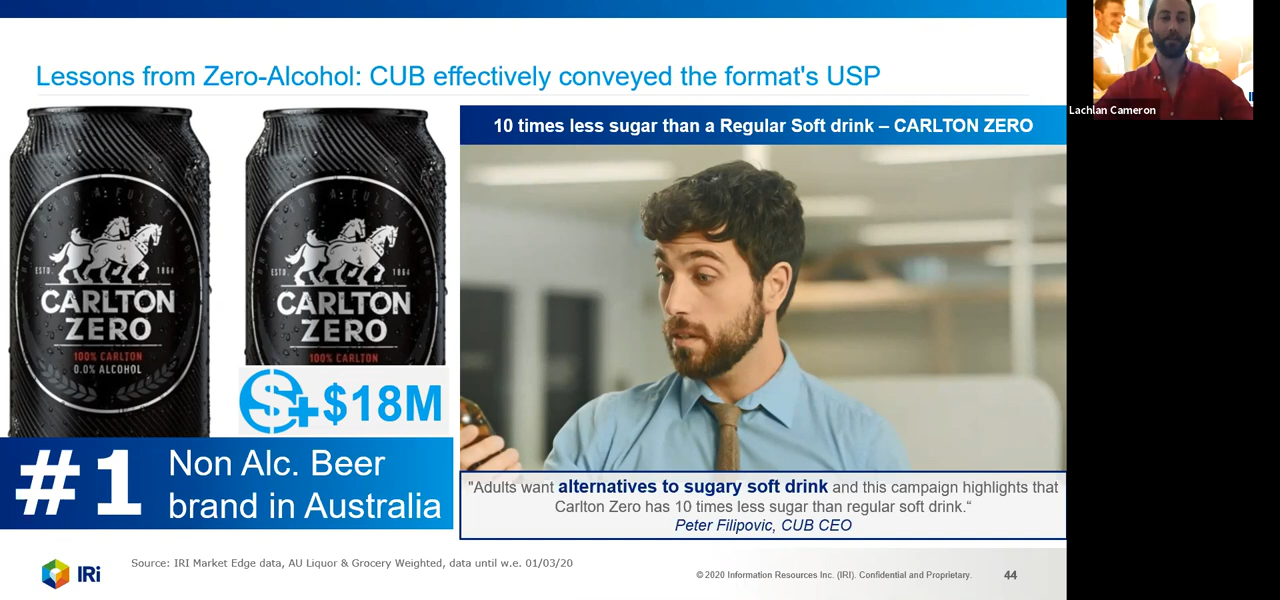 Lessons from Zero-Alcohol: CUB effectively conveyed the format's USP
Lachlan Cameron
10 times less sugar than a Regular Soft drink – CARLTON ZERO
ESTD. 1864
CARLTON
ZERO
100% CARLTON
0.0% ALCOHOL
ESTD. 1864
CARLTON
ZERO
100% CARLTON
$+$18M
#1
Non Alc. Beer
brand in Australia
"Adults want alternatives to sugary soft drink and this campaign highlights that
Carlton Zero has 10 times less sugar than regular soft drink.“
Peter Filipovic, CUB CEO
IRi
Source: IRI Market Edge data, AU Liquor & Grocery Weighted, data until w.e. 01/03/20
© 2020 Information Resources Inc. (IRI). Confidential and Proprietary.
44